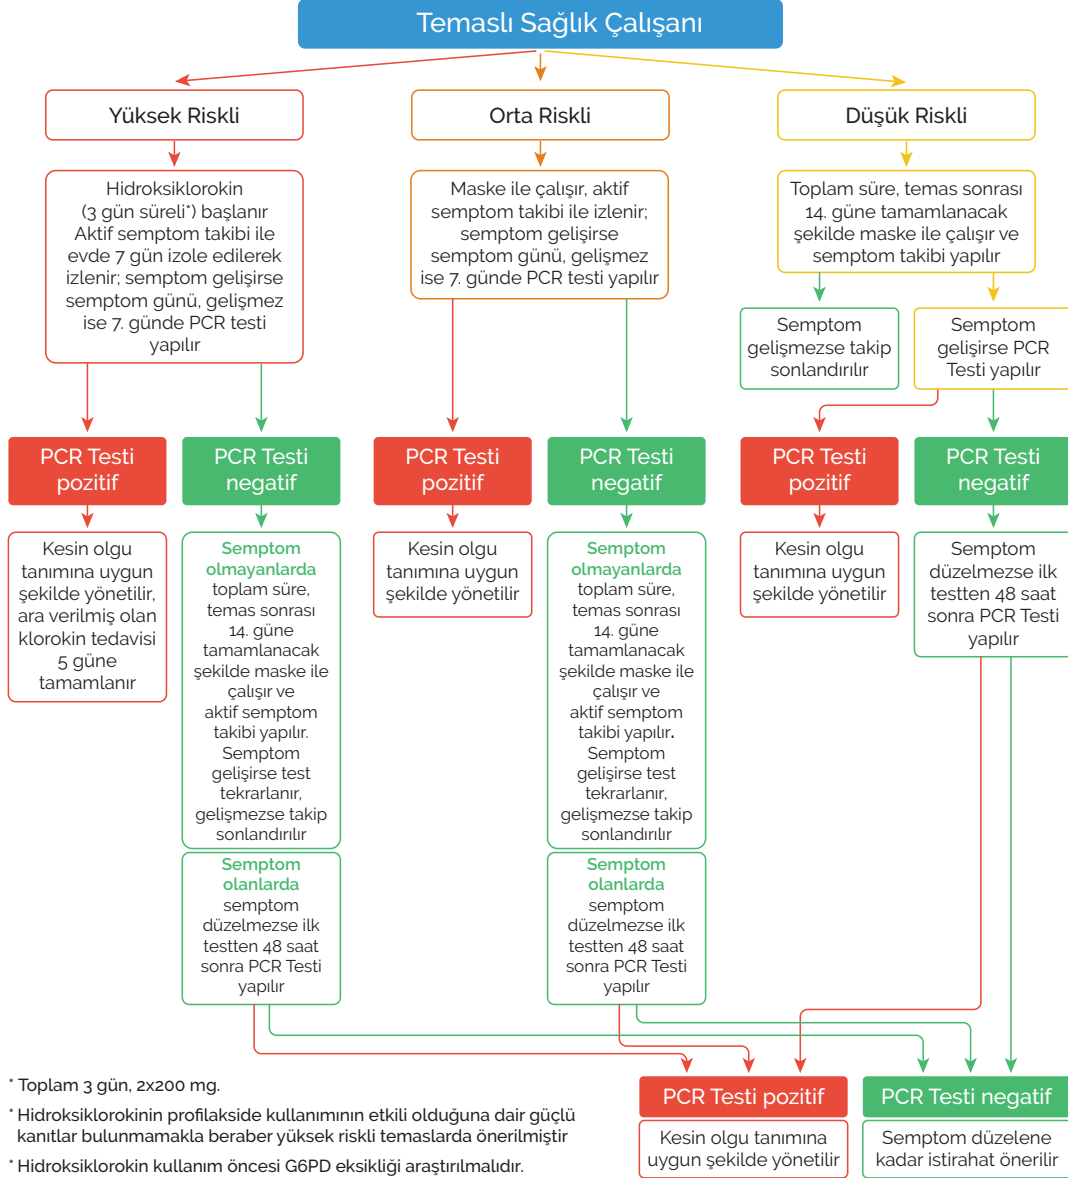 Temaslı Sağlık Çalışanı
Yüksek Riskli
Hidroksiklorokin
(3 gün süreli*) başlanır
Aktif semptom takibi ile
evde 7 gün izole edilerek
izlenir; semptom gelişirse
semptom günü, gelişmez
ise 7. günde PCR testi
yapılır
Orta Riskli
Maske ile çalışır, aktif
semptom takibi ile izlenir;
semptom gelişirse
semptom günü, gelişmez
ise 7. günde PCR testi yapılır
Düşük Riskli
Toplam süre, temas sonrası
14. güne tamamlanacak
şekilde maske ile çalışır ve
semptom takibi yapılır
Semptom
gelişmezse takip
sonlandırılır
Semptom
gelişirse PCR
Testi yapılır
PCR Testi
pozitif
Kesin olgu
tanımına uygun
şekilde yönetilir,
ara verilmiş olan
klorokin tedavisi
5 güne
tamamlanır
PCR Testi
negatif
Semptom
olmayanlarda
toplam süre,
temas sonrası
14. güne
tamamlanacak
şekilde maske ile
çalışır ve
aktif semptom
takibi yapılır.
Semptom
gelişirse test
tekrarlanır,
gelişmezse takip
sonlandırılır
Semptom
olanlarda
semptom
düzelmezse ilk
testten 48 saat
sonra PCR Testi
yapılır
PCR Testi
pozitif
Kesin olgu
tanımına uygun
şekilde yönetilir
PCR Testi
negatif
Semptom
olmayanlarda
toplam süre,
temas sonrası
14. güne
tamamlanacak
şekilde maske ile
çalışır ve
aktif semptom
takibi yapılır.
Semptom
gelişirse test
tekrarlanır,
gelişmezse takip
sonlandırılır
Semptom
olanlarda
semptom
düzelmezse ilk
testten 48 saat
sonra PCR Testi
yapılır
PCR Testi
pozitif
Kesin olgu
tanımına uygun
şekilde yönetilir
PCR Testi
negatif
Semptom
düzelmezse ilk
testten 48 saat
sonra PCR Testi
yapılır
PCR Testi pozitif
Kesin olgu tanımına
uygun şekilde yönetilir
PCR Testi negatif
Semptom düzelene
kadar istirahat önerilir
* Toplam 3 gün, 2x200 mg.
* Hidroksiklorokinin profilakside kullanımının etkili olduğuna dair güçlü
kanıtlar bulunmamakla beraber yüksek riskli temaslarda önerilmiştir
* Hidroksiklorokin kullanım öncesi G6PD eksikliği araştırılmalıdır.